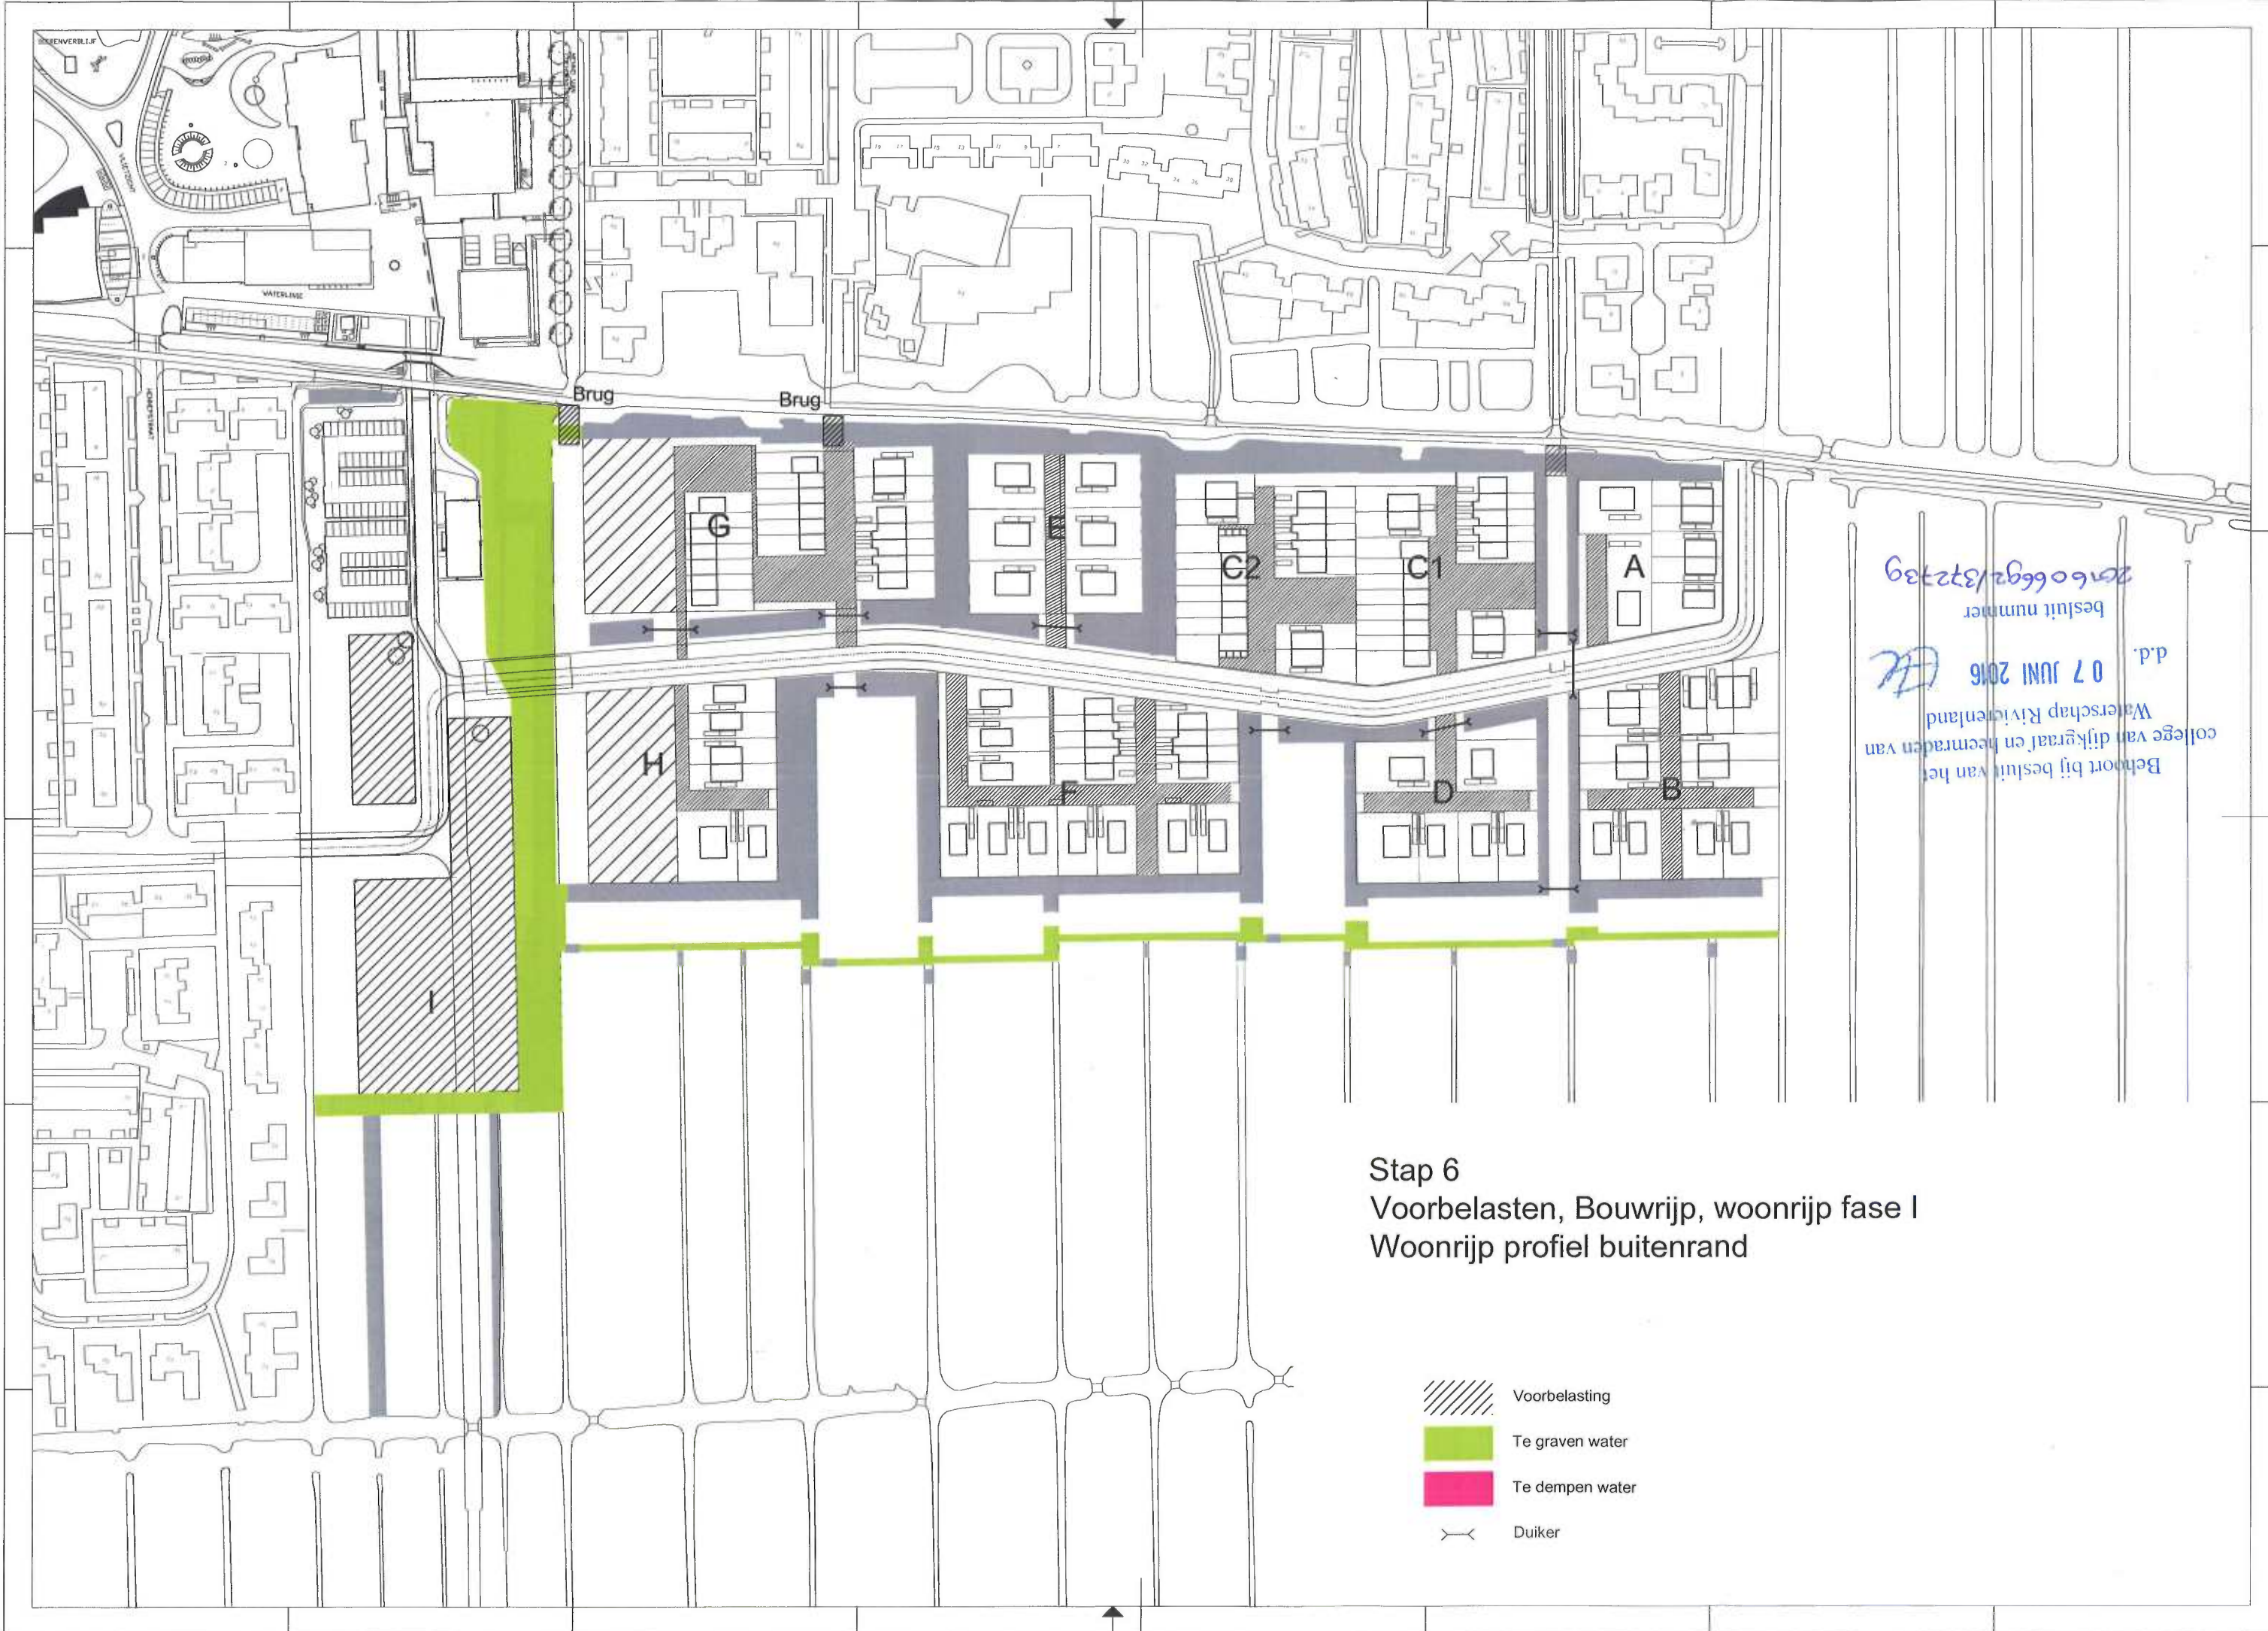 VLIETZICHT
WATERLINIE
Brug
Brug
G
E
C2
C1
A
H
F
D
B
I
Behoort bij besluit van het
college van dijkgraaf en heemraden van
Waterschap Rivierenland
d.d. 07 JUNI 2016
besluit nummer
Stap 6
Voorbelasten, Bouwrijp, woonrijp fase I
Woonrijp profiel buitenrand
Voorbelasting
Te graven water
Te dempen water
Duiker